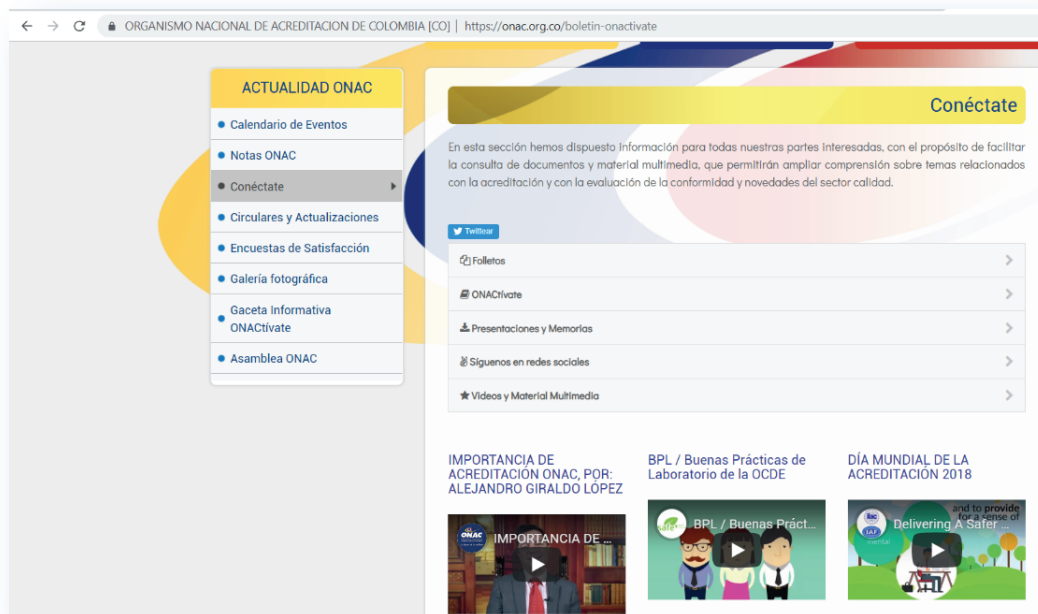 ORGANISMO NACIONAL DE ACREDITACION DE COLOMBIA [CO] | https://onac.org.co/boletin-onactivate
ACTUALIDAD ONAC
Calendario de Eventos
Notas ONAC
Conéctate
Circulares y Actualizaciones
Encuestas de Satisfacción
Galería fotográfica
Gaceta Informativa
ONACtívate
Asamblea ONAC
Conéctate
En esta sección hemos dispuesto información para todas nuestras partes interesadas, con el propósito de facilitar
la consulta de documentos y material multimedia, que permitirán ampliar comprensión sobre temas relacionados
con la acreditación y con la evaluación de la conformidad y novedades del sector calidad.
Twittear
Folletos
ONACtívate
Presentaciones y Memorias
Síguenos en redes sociales
Videos y Material Multimedia
IMPORTANCIA DE
ACREDITACIÓN ONAC, POR:
ALEJANDRO GIRALDO LÓPEZ
ONAC
IMPORTANCIA DE ...
BPL / Buenas Prácticas de
Laboratorio de la OCDE
safe
BPL / Buenas Práct...
DÍA MUNDIAL DE LA
ACREDITACIÓN 2018
and to provide
for a sense of
ilac
IAF
Delivering A Safer ...
mental